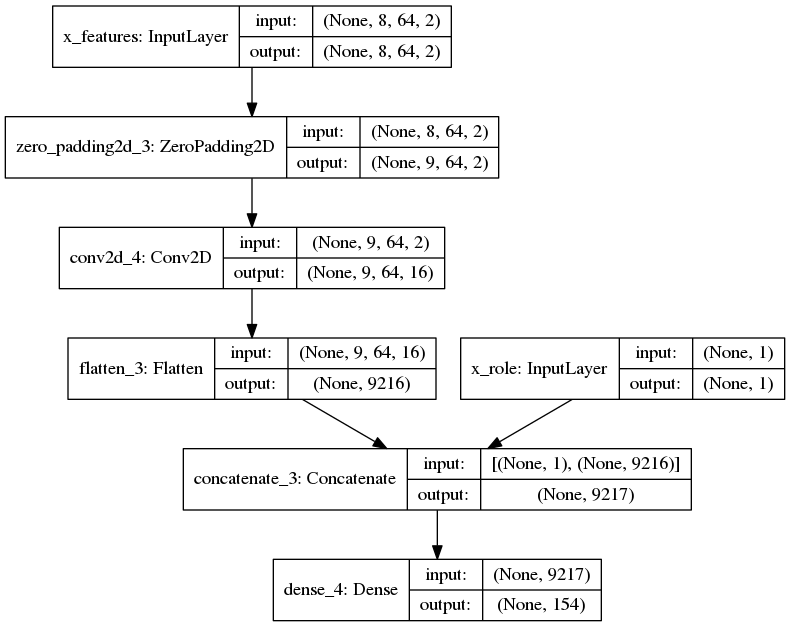 x_features: InputLayer
input:
(None, 8, 64, 2)
output:
(None, 8, 64, 2)
zero_padding2d_3: ZeroPadding2D
input:
(None, 8, 64, 2)
output:
(None, 9, 64, 2)
conv2d_4: Conv2D
input:
(None, 9, 64, 2)
output:
(None, 9, 64, 16)
flatten_3: Flatten
input:
(None, 9, 64, 16)
output:
(None, 9216)
x_role: InputLayer
input:
(None, 1)
output:
(None, 1)
concatenate_3: Concatenate
input:
[(None, 1), (None, 9216)]
output:
(None, 9217)
dense_4: Dense
input:
(None, 9217)
output:
(None, 154)